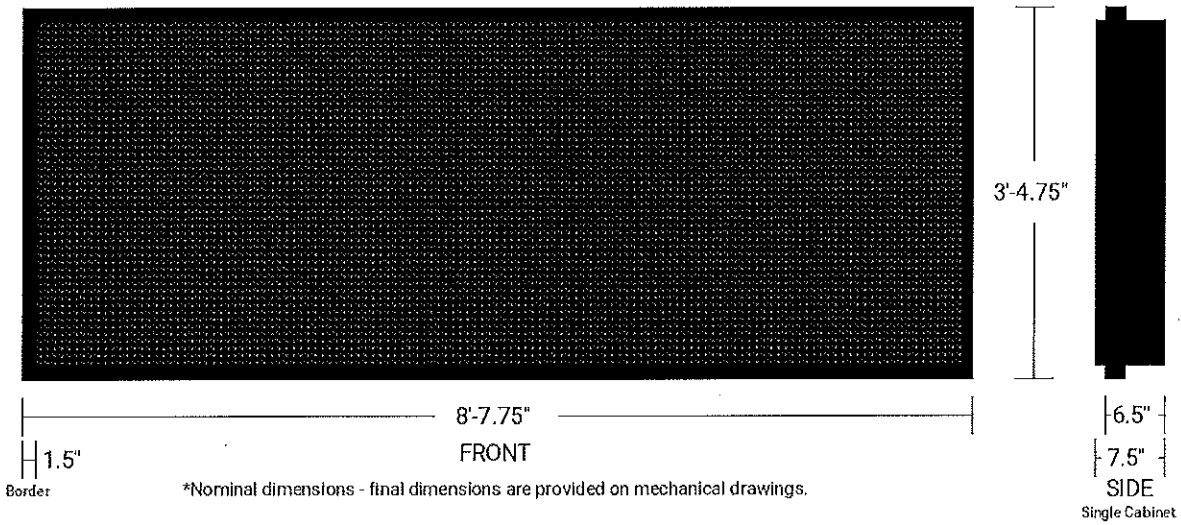 3'-4.75"
8'-7.75"
6.5"
1.5"
FRONT
7.5"
Border
*Nominal dimensions - final dimensions are provided on mechanical drawings.
SIDE
Single Cabinet